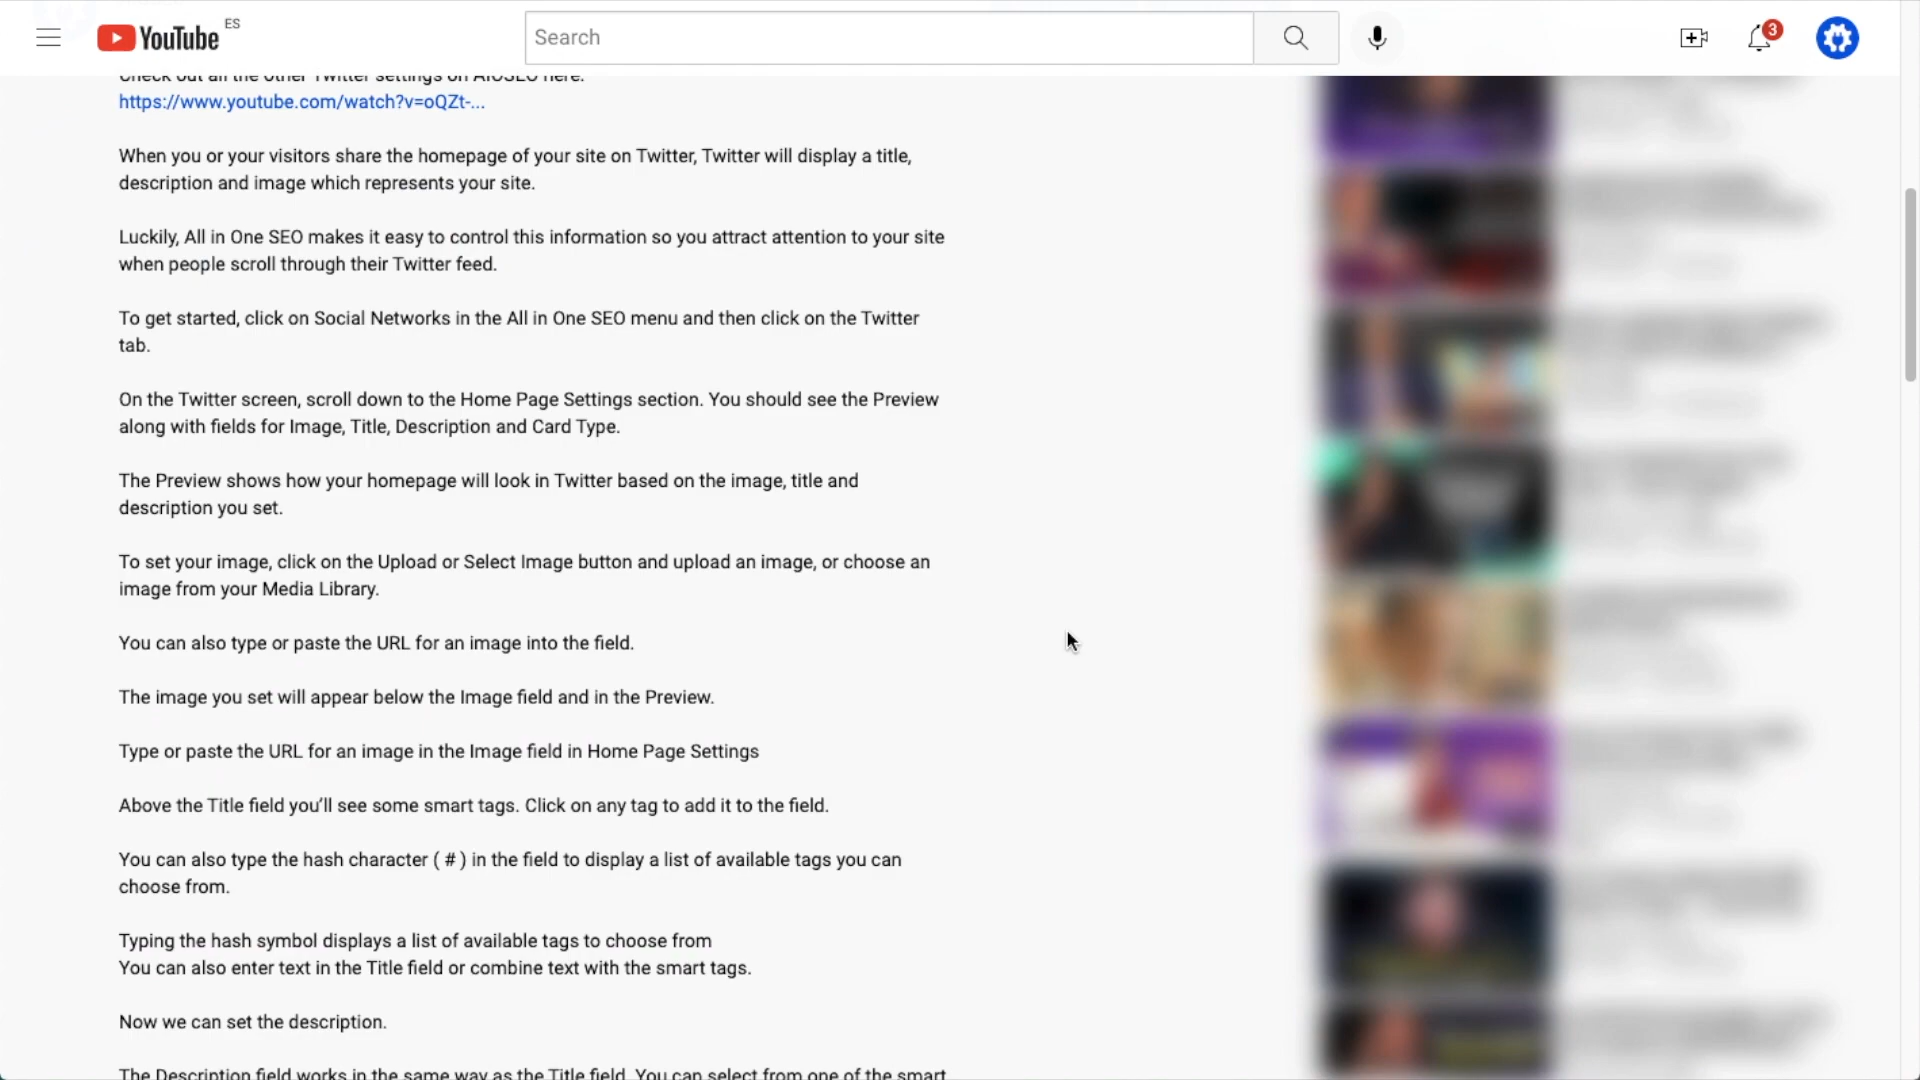 YouTube ES
Search
3
Check out all the other Twitter settings on AIOSEO here:
https://www.youtube.com/watch?v=oQZt-...
When you or your visitors share the homepage of your site on Twitter, Twitter will display a title,
description and image which represents your site.
Luckily, All in One SEO makes it easy to control this information so you attract attention to your site
when people scroll through their Twitter feed.
To get started, click on Social Networks in the All in One SEO menu and then click on the Twitter
tab.
On the Twitter screen, scroll down to the Home Page Settings section. You should see the Preview
along with fields for Image, Title, Description and Card Type.
The Preview shows how your homepage will look in Twitter based on the image, title and
description you set.
To set your image, click on the Upload or Select Image button and upload an image, or choose an
image from your Media Library.
You can also type or paste the URL for an image into the field.
The image you set will appear below the Image field and in the Preview.
Type or paste the URL for an image in the Image field in Home Page Settings
Above the Title field you’ll see some smart tags. Click on any tag to add it to the field.
You can also type the hash character ( # ) in the field to display a list of available tags you can
choose from.
Typing the hash symbol displays a list of available tags to choose from
You can also enter text in the Title field or combine text with the smart tags.
Now we can set the description.
The Description field works in the same way as the Title field. You can select from one of the smart